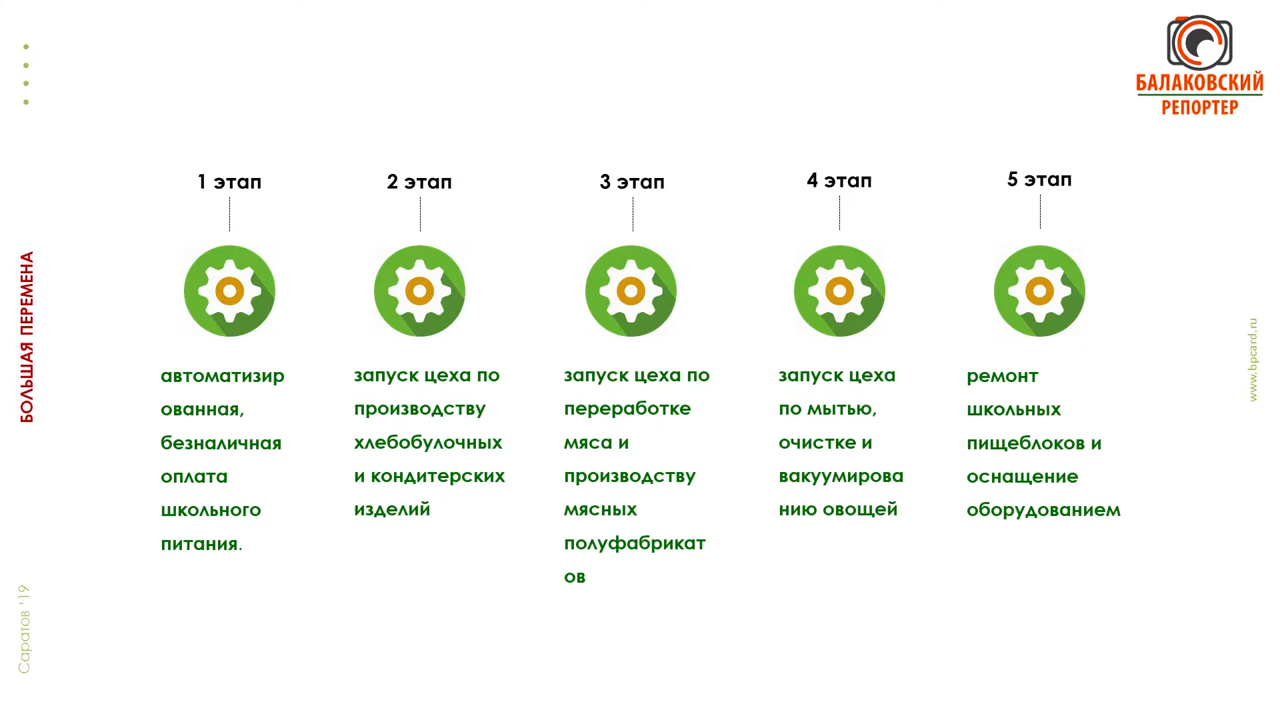 БАЛАКОВСКИЙ
РЕПОРТЕР
1 этап
2 этап
3 этап
4 этап
5 этап
автоматизир
ованная,
безналичная
оплата
школьного
питания.
запуск цеха по
производству
хлебобулочных
и кондитерских
изделий
запуск цеха по
переработке
мяса и
производству
мясных
полуфабрикат
ов
запуск цеха
по мытью,
очистке и
вакуумирова
нию овощей
ремонт
школьных
пищеблоков и
оснащение
оборудованием
БОЛЬШАЯ ПЕРЕМЕНА
Саратов '19
www.bpcard.ru